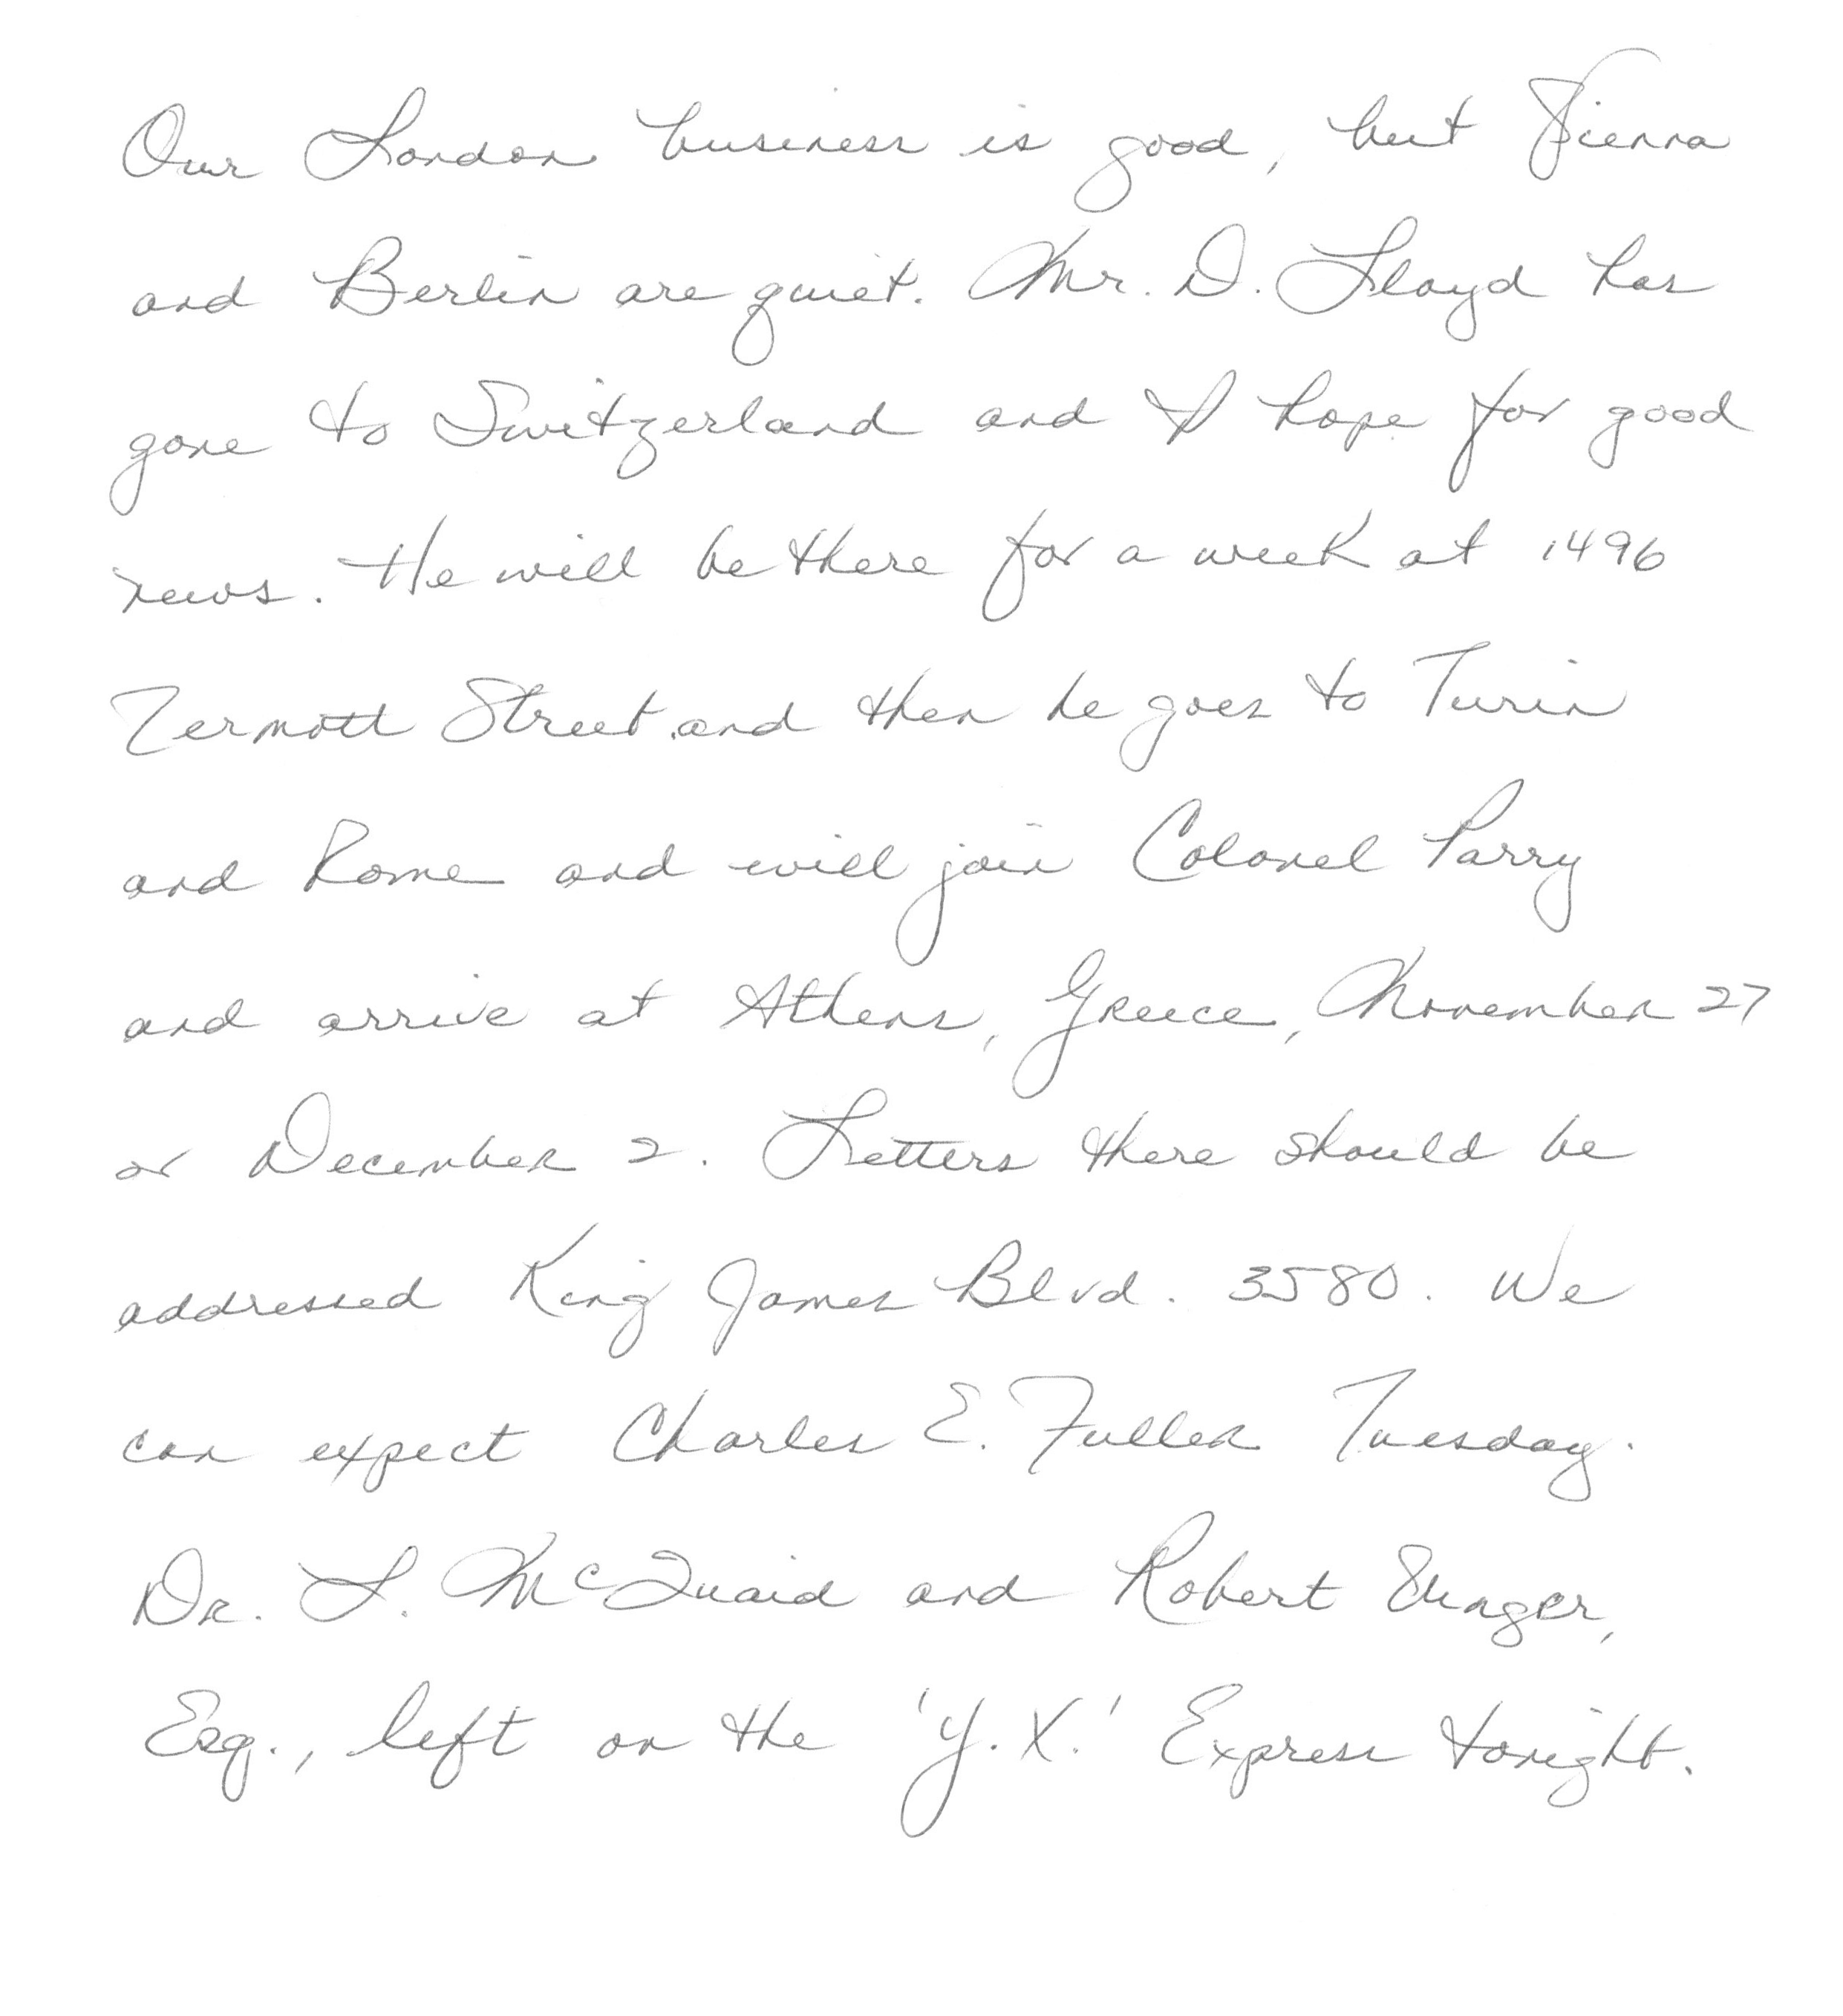 Our London business is good, but Vienna
and Berlin are quiet. Mr. D. Lloyd has
gone to Switzerland and I hope for good
news. He will be there for a week at 1496
Zermott Street and then he goes to Turin
and Rome and will join Colonel Parry
and arrive at Athens, Greece, November 27
or December 2. Letters there should be
addressed King James Blvd. 3580. We
can expect Charles E. Fuller Tuesday.
Dr. L. McQuaid and Robert Unger,
Esq., left on the 'Y.X.' Express tonight.